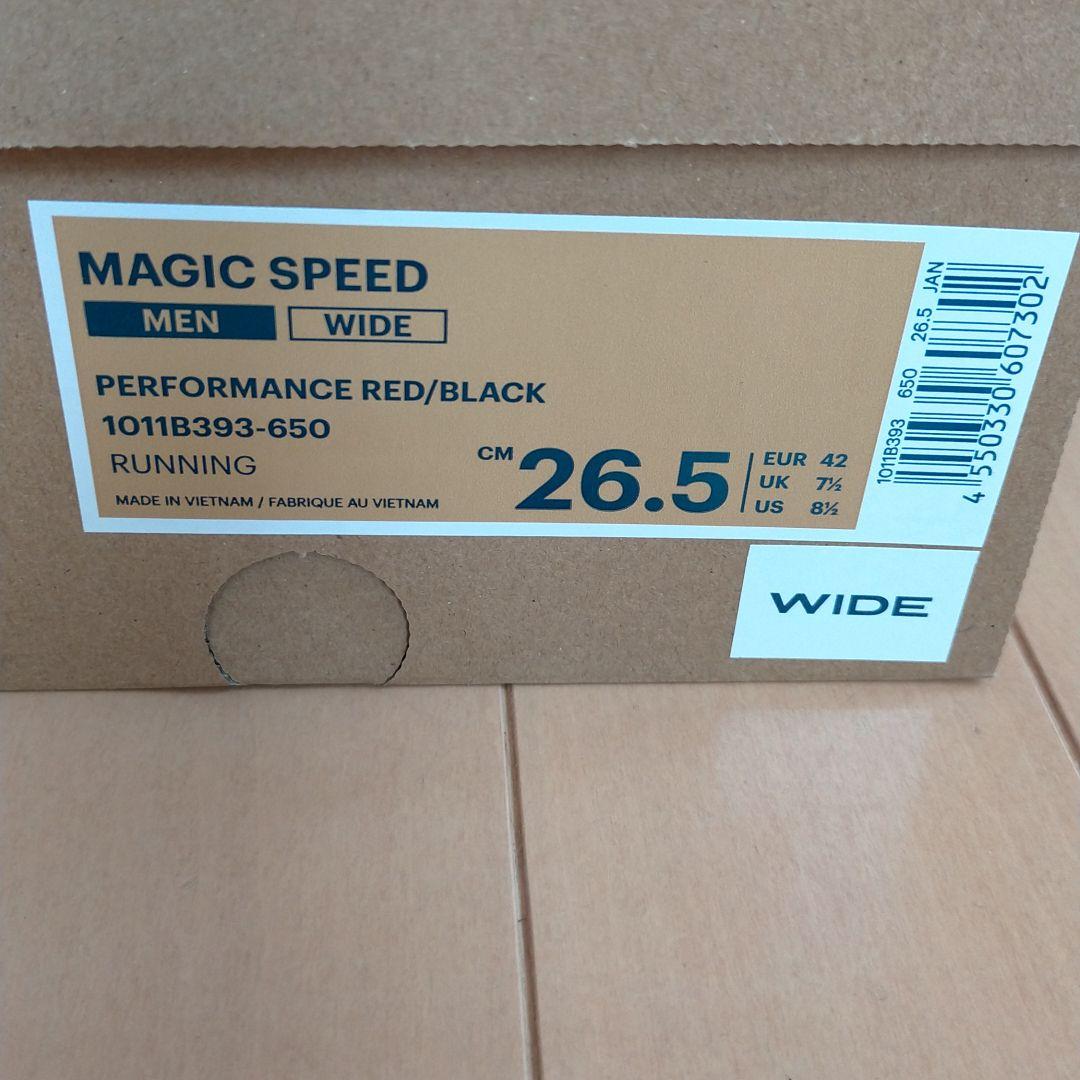 MAGIC SPEED
MEN WIDE
PERFORMANCE RED/BLACK
1011B393-650
RUNNING
MADE IN VIETNAM / FABRIQUE AU VIETNAM
CM 26.5
EUR 42
UK 7½
US 8½
1011B393 650 26.5 JAN
4 550330 607302
WIDE